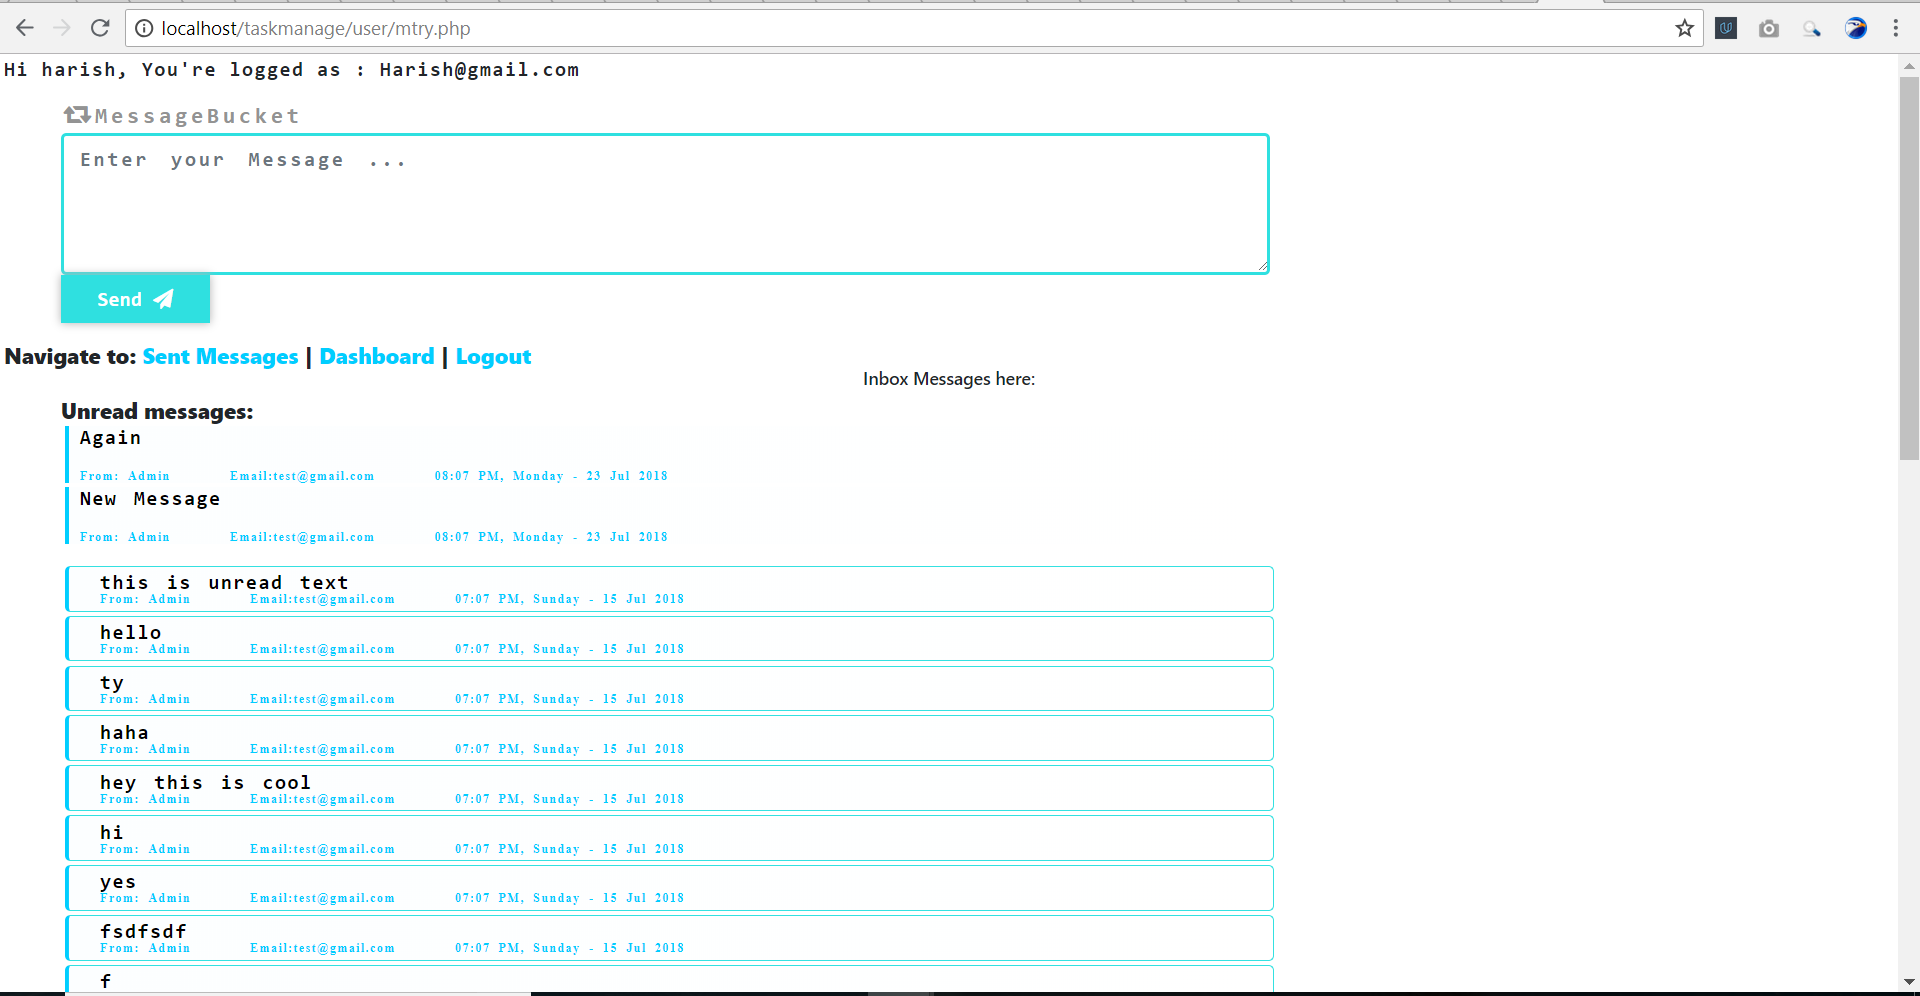 localhost/taskmanage/user/mtry.php
Hi harish, You're logged as : Harish@gmail.com
MessageBucket
Enter your Message ...
Send
Navigate to: Sent Messages | Dashboard | Logout
Inbox Messages here:
Unread messages:
Again
From: Admin Email:test@gmail.com 08:07 PM, Monday - 23 Jul 2018
New Message
From: Admin Email:test@gmail.com 08:07 PM, Monday - 23 Jul 2018
this is unread text
From: Admin Email:test@gmail.com 07:07 PM, Sunday - 15 Jul 2018
hello
From: Admin Email:test@gmail.com 07:07 PM, Sunday - 15 Jul 2018
ty
From: Admin Email:test@gmail.com 07:07 PM, Sunday - 15 Jul 2018
haha
From: Admin Email:test@gmail.com 07:07 PM, Sunday - 15 Jul 2018
hey this is cool
From: Admin Email:test@gmail.com 07:07 PM, Sunday - 15 Jul 2018
hi
From: Admin Email:test@gmail.com 07:07 PM, Sunday - 15 Jul 2018
yes
From: Admin Email:test@gmail.com 07:07 PM, Sunday - 15 Jul 2018
fsdfsdf
From: Admin Email:test@gmail.com 07:07 PM, Sunday - 15 Jul 2018
f